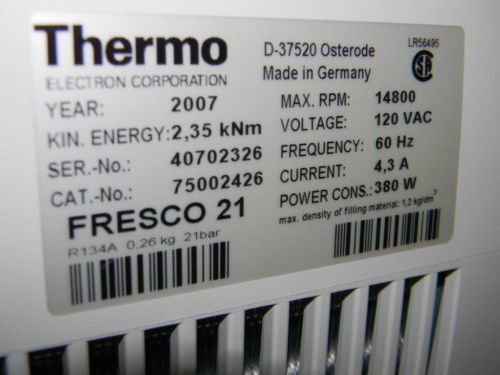 Thermo
ELECTRON CORPORATION
D-37520 Osterode
LR56495
Made in Germany
YEAR: 2007
MAX. RPM: 14800
KIN. ENERGY: 2,35 kNm
VOLTAGE: 120 VAC
SER.-No.: 40702326
FREQUENCY: 60 Hz
CAT.-No.: 75002426
CURRENT: 4,3 A
POWER CONS.: 380 W
FRESCO 21
max. density of filling material: 1,2 kg/dm³
R134A 0,26 kg 21bar